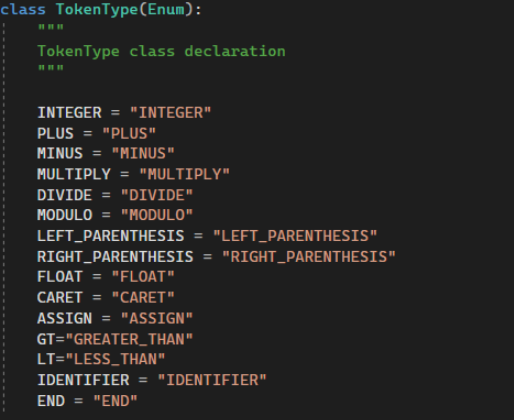 class TokenType(Enum):
    """
    TokenType class declaration
    """

    INTEGER = "INTEGER"
    PLUS = "PLUS"
    MINUS = "MINUS"
    MULTIPLY = "MULTIPLY"
    DIVIDE = "DIVIDE"
    MODULO = "MODULO"
    LEFT_PARENTHESIS = "LEFT_PARENTHESIS"
    RIGHT_PARENTHESIS = "RIGHT_PARENTHESIS"
    FLOAT = "FLOAT"
    CARET = "CARET"
    ASSIGN = "ASSIGN"
    GT="GREATER_THAN"
    LT="LESS_THAN"
    IDENTIFIER = "IDENTIFIER"
    END = "END"